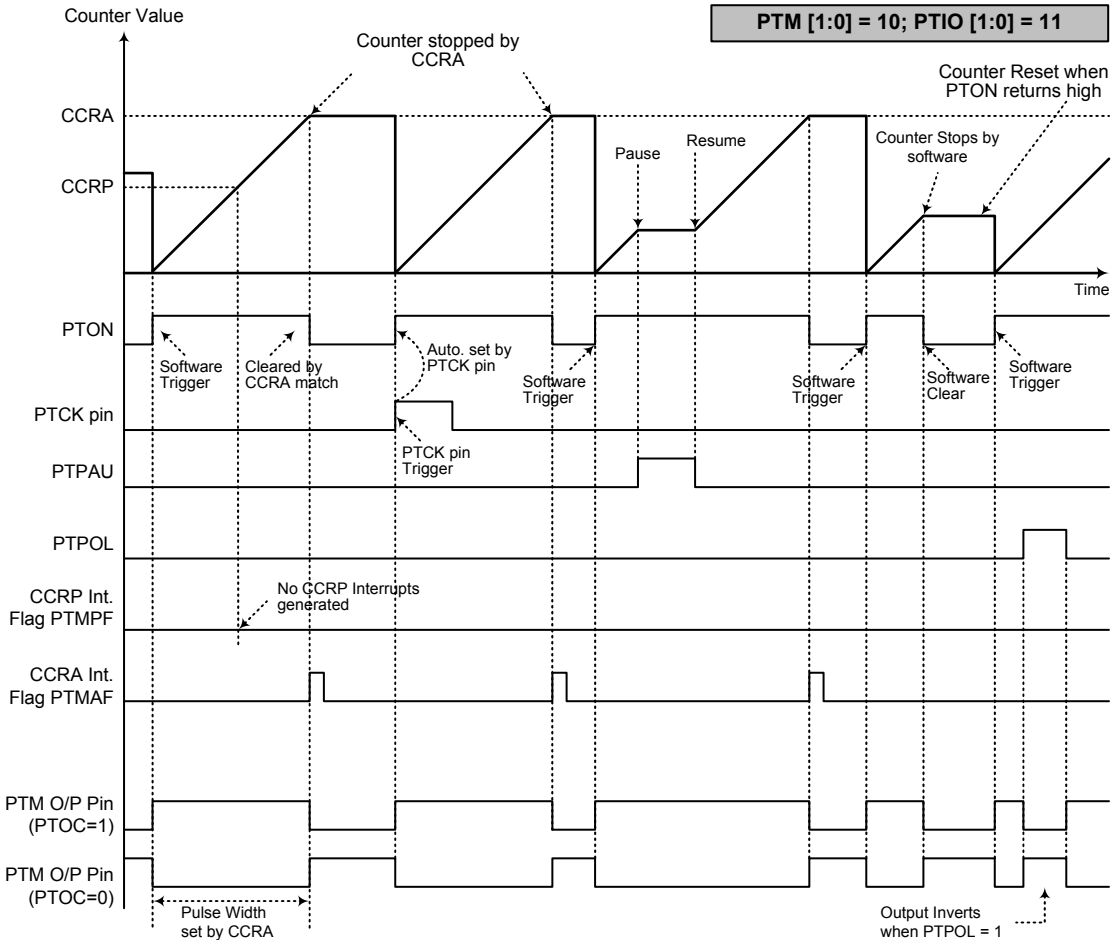 Counter Value
PTM [1:0] = 10; PTIO [1:0] = 11
Counter stopped by
CCRA
Counter Reset when
PTON returns high
CCRA
Pause
Resume
Counter Stops by
software
CCRP
Time
PTON
Software
Trigger
Cleared by
CCRA match
Auto. set by
PTCK pin
Software
Trigger
Software
Trigger
Software
Clear
Software
Trigger
PTCK pin
PTCK pin
Trigger
PTPAU
PTPOL
CCRP Int.
Flag PTMPF
No CCRP Interrupts
generated
CCRA Int.
Flag PTMAF
PTM O/P Pin
(PTOC=1)
PTM O/P Pin
(PTOC=0)
Pulse Width
set by CCRA
Output Inverts
when PTPOL = 1